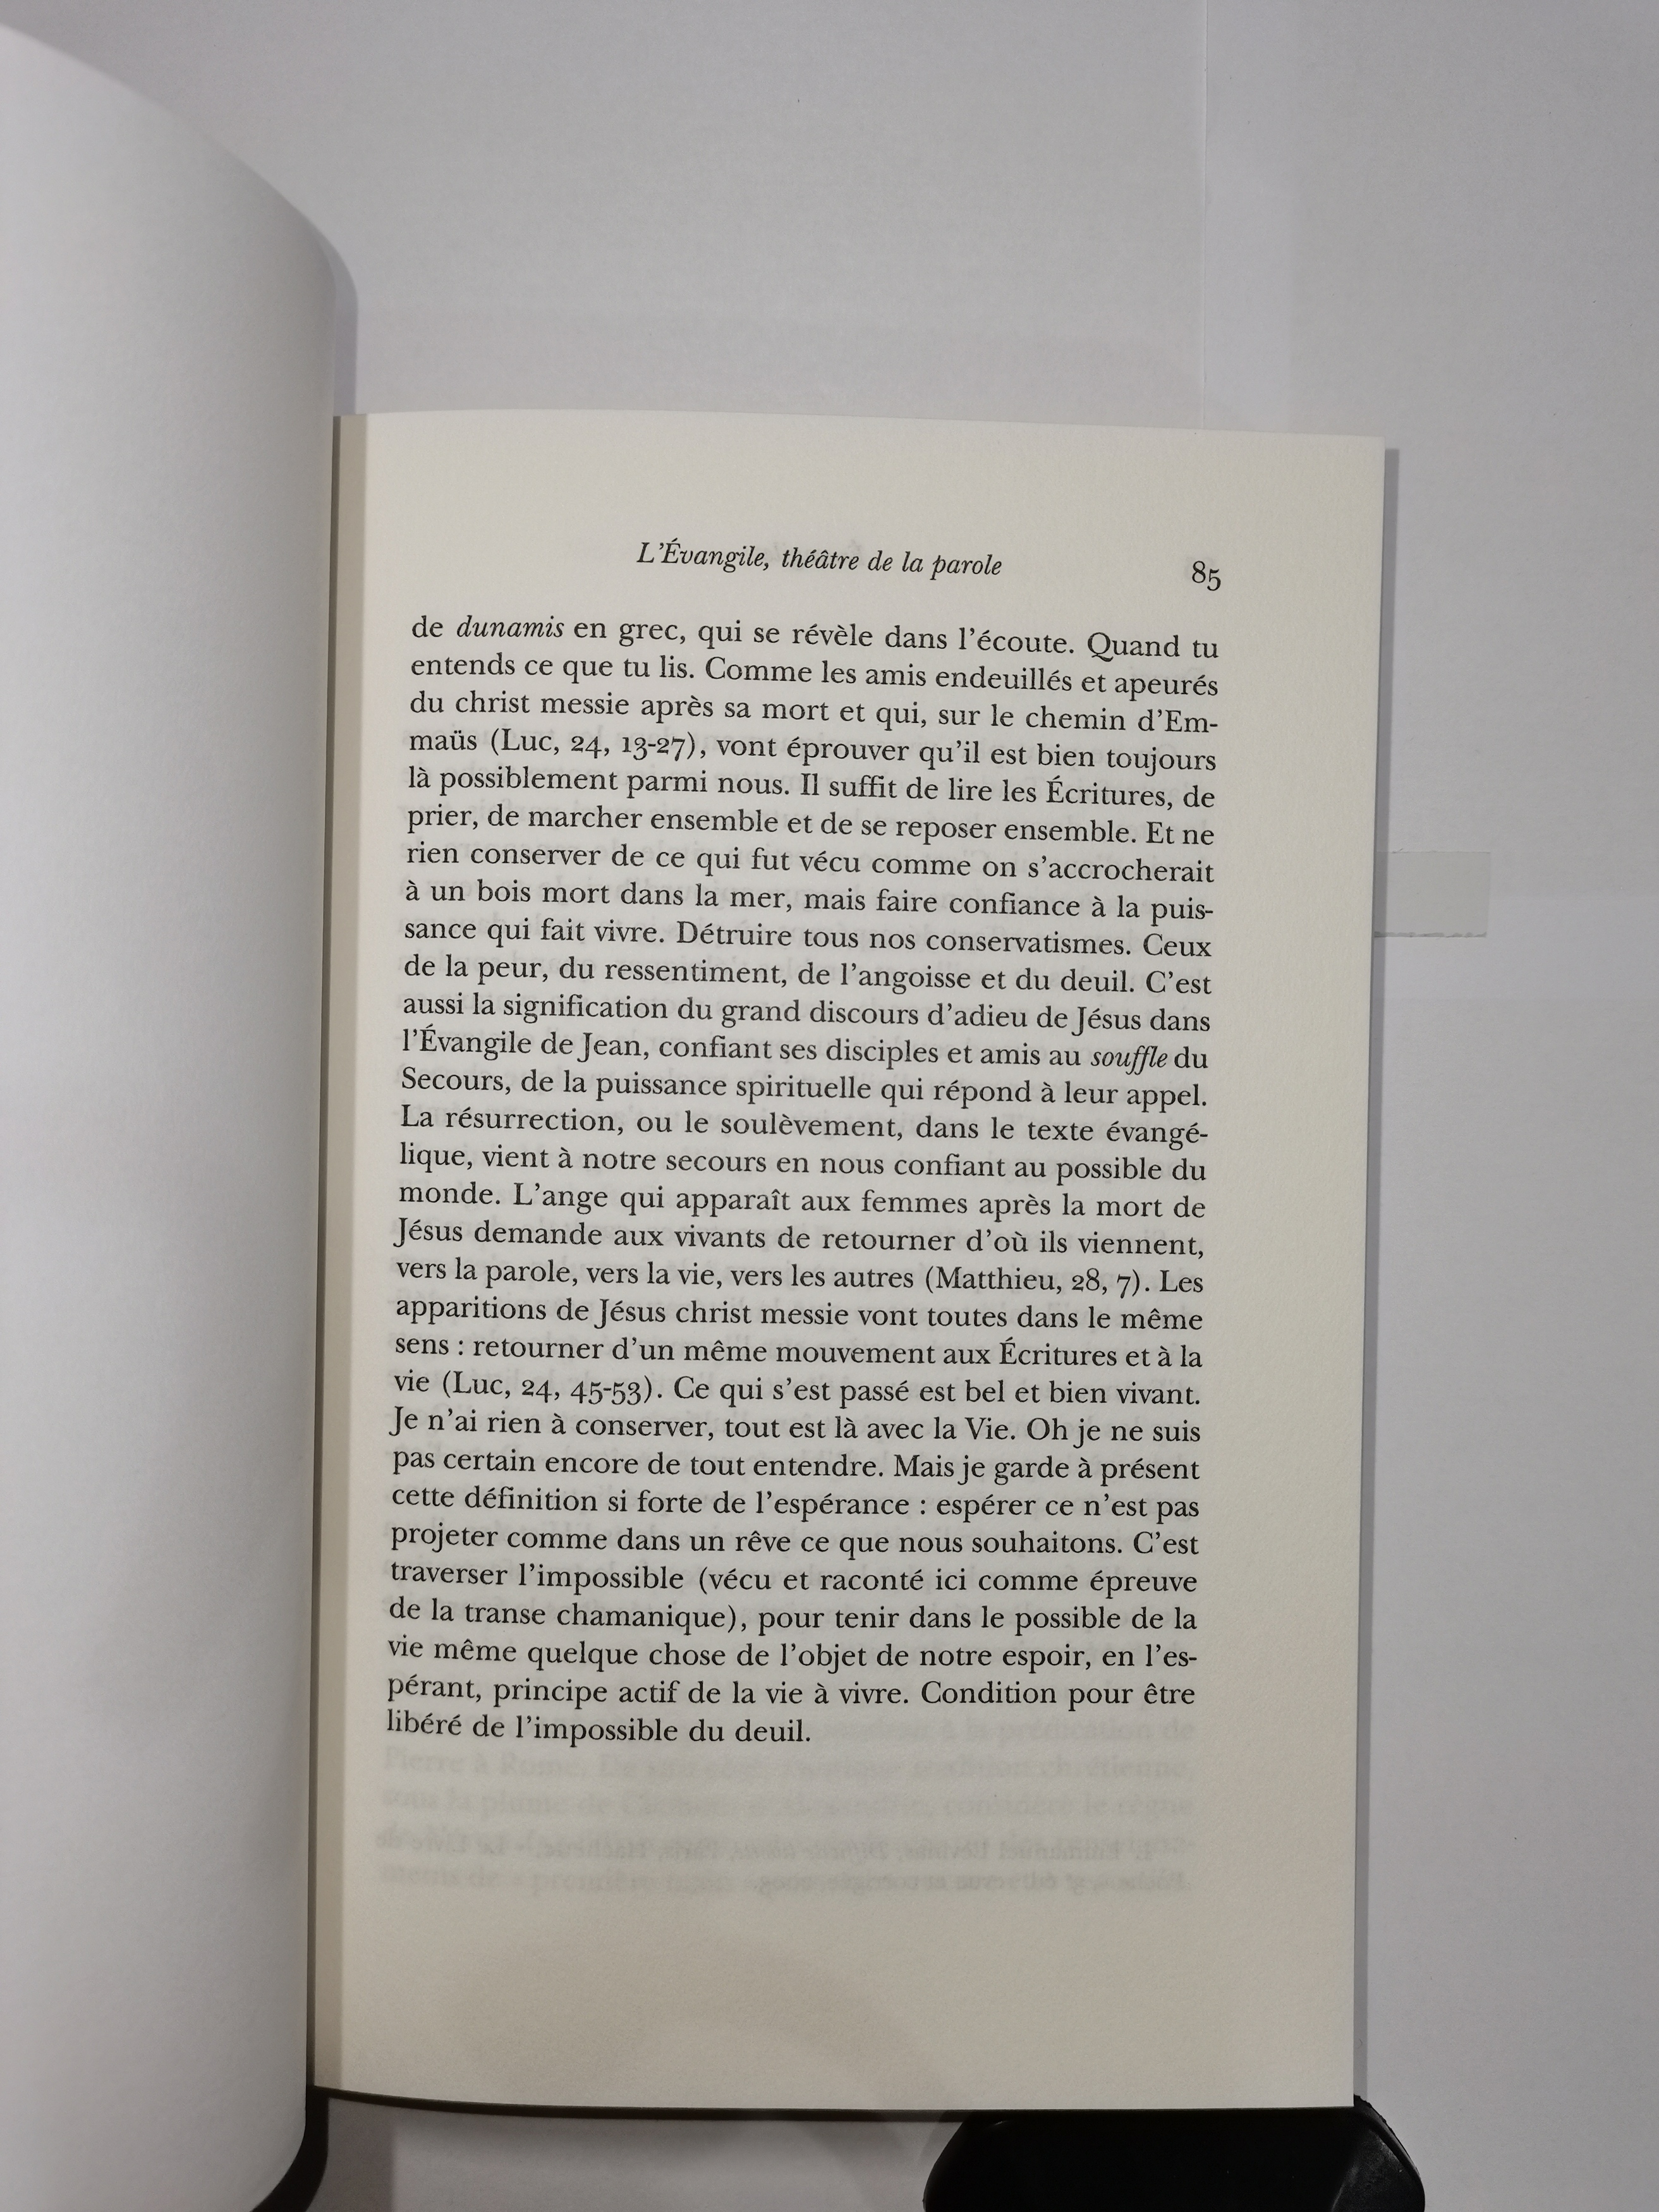 L'Évangile, théâtre de la parole 85
de dunamis en grec, qui se révèle dans l'écoute. Quand tu
entends ce que tu lis. Comme les amis endeuillés et apeurés
du christ messie après sa mort et qui, sur le chemin d'Em-
maüs (Luc, 24, 13-27), vont éprouver qu'il est bien toujours
là possiblement parmi nous. Il suffit de lire les Écritures, de
prier, de marcher ensemble et de se reposer ensemble. Et ne
rien conserver de ce qui fut vécu comme on s'accrocherait
à un bois mort dans la mer, mais faire confiance à la puis-
sance qui fait vivre. Détruire tous nos conservatismes. Ceux
de la peur, du ressentiment, de l'angoisse et du deuil. C'est
aussi la signification du grand discours d'adieu de Jésus dans
l'Évangile de Jean, confiant ses disciples et amis au souffle du
Secours, de la puissance spirituelle qui répond à leur appel.
La résurrection, ou le soulèvement, dans le texte évangé-
lique, vient à notre secours en nous confiant au possible du
monde. L'ange qui apparaît aux femmes après la mort de
Jésus demande aux vivants de retourner d'où ils viennent,
vers la parole, vers la vie, vers les autres (Matthieu, 28, 7). Les
apparitions de Jésus christ messie vont toutes dans le même
sens : retourner d'un même mouvement aux Écritures et à la
vie (Luc, 24, 45-53). Ce qui s'est passé est bel et bien vivant.
Je n'ai rien à conserver, tout est là avec la Vie. Oh je ne suis
pas certain encore de tout entendre. Mais je garde à présent
cette définition si forte de l'espérance : espérer ce n'est pas
projeter comme dans un rêve ce que nous souhaitons. C'est
traverser l'impossible (vécu et raconté ici comme épreuve
de la transe chamanique), pour tenir dans le possible de la
vie même quelque chose de l'objet de notre espoir, en l'es-
pérant, principe actif de la vie à vivre. Condition pour être
libéré de l'impossible du deuil.